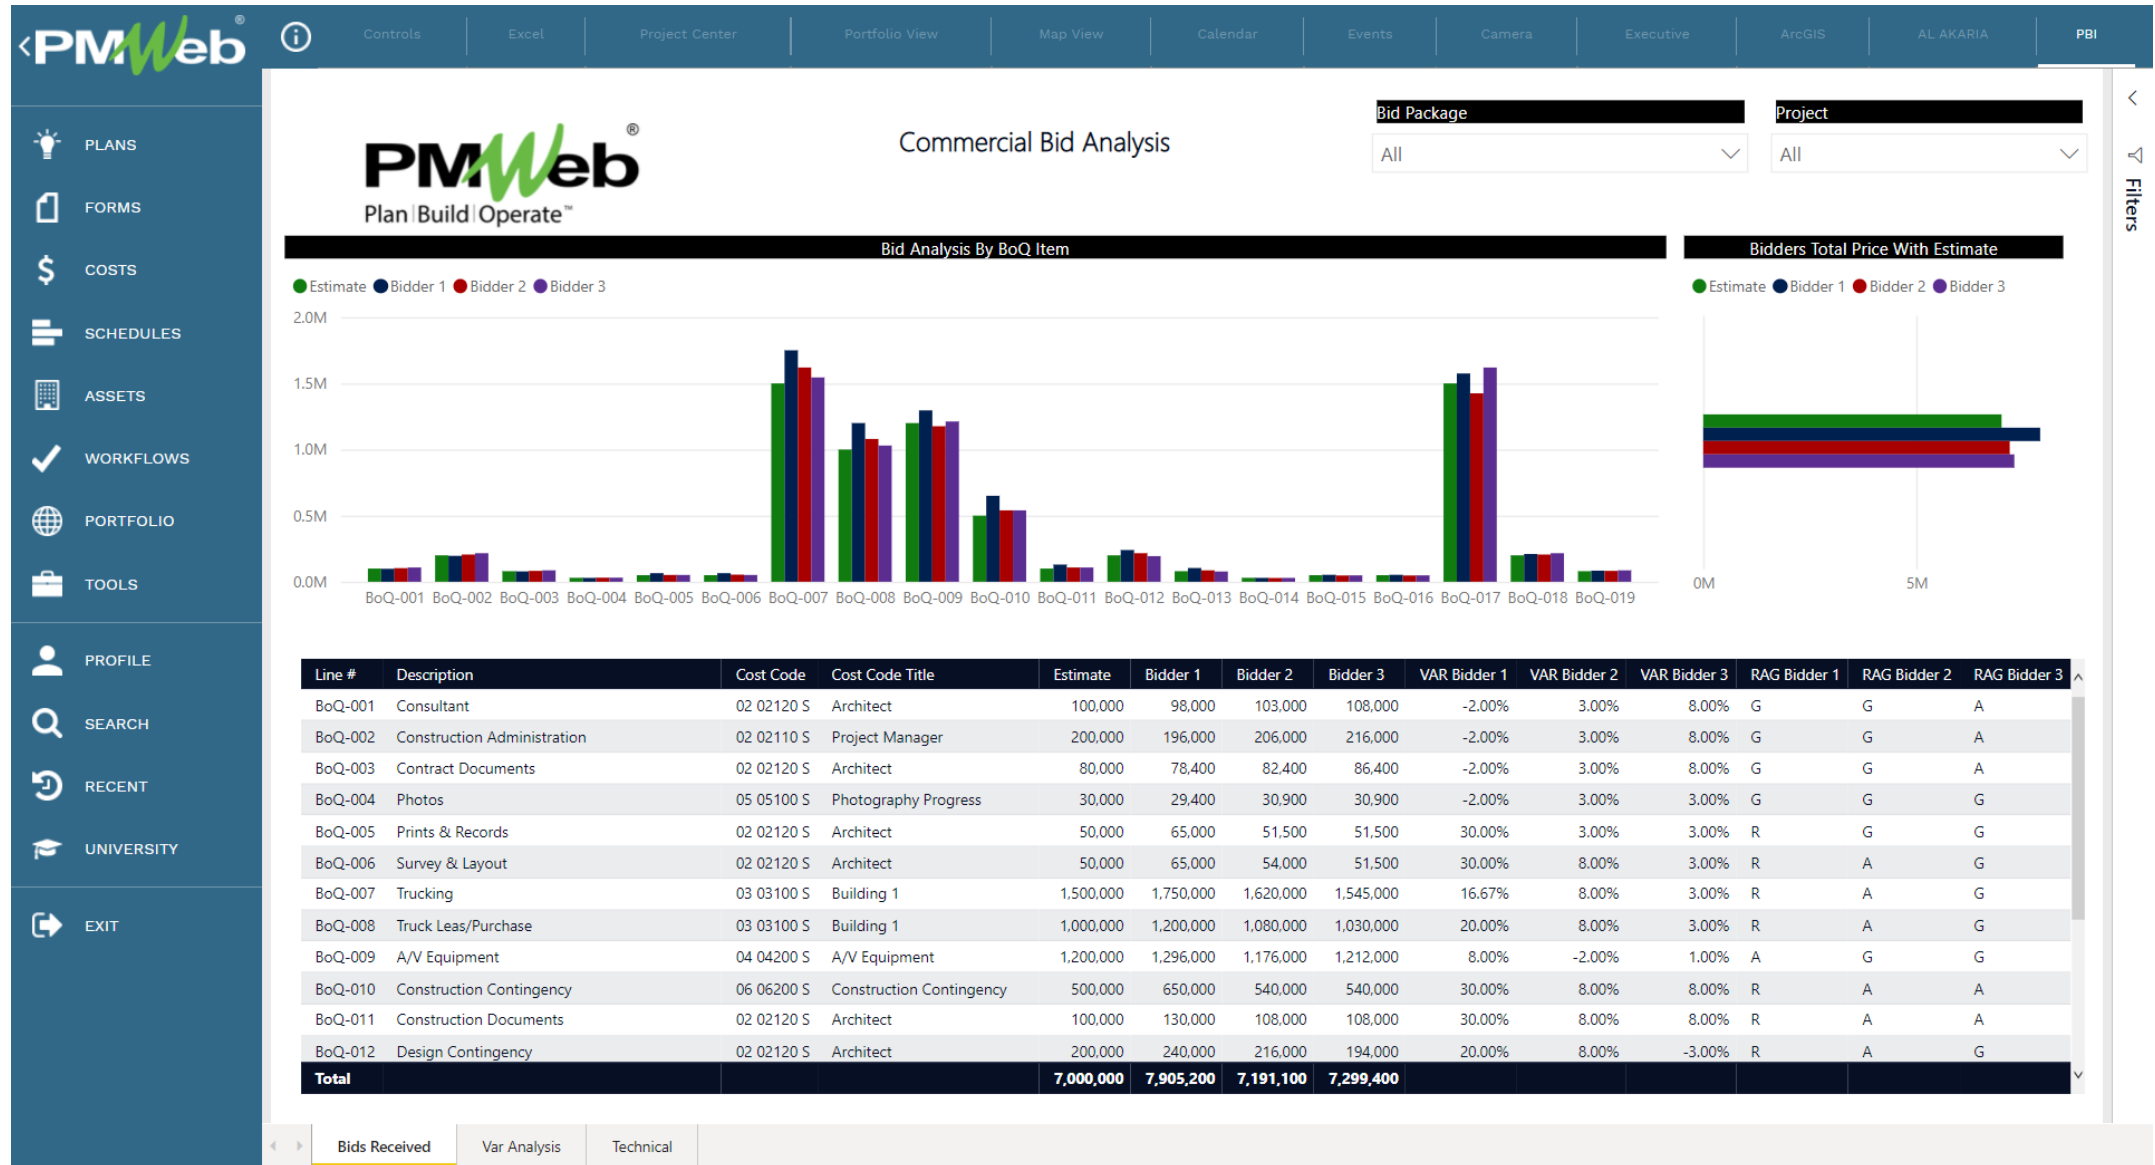 <PMWeb®
Controls Excel Project Center Portfolio View Map View Calendar Events Camera Executive ArcGIS AL AKARIA PBI
PLANS
FORMS
COSTS
SCHEDULES
ASSETS
WORKFLOWS
PORTFOLIO
TOOLS
PROFILE
SEARCH
RECENT
UNIVERSITY
EXIT
PMWeb®
Plan|Build|Operate™
Commercial Bid Analysis
Bid Package
All
Project
All
Filters
Bid Analysis By BoQ Item
Estimate Bidder 1 Bidder 2 Bidder 3
2.0M
1.5M
1.0M
0.5M
0.0M
BoQ-001 BoQ-002 BoQ-003 BoQ-004 BoQ-005 BoQ-006 BoQ-007 BoQ-008 BoQ-009 BoQ-010 BoQ-011 BoQ-012 BoQ-013 BoQ-014 BoQ-015 BoQ-016 BoQ-017 BoQ-018 BoQ-019
Bidders Total Price With Estimate
Estimate Bidder 1 Bidder 2 Bidder 3
0M 5M
Line # Description Cost Code Cost Code Title Estimate Bidder 1 Bidder 2 Bidder 3 VAR Bidder 1 VAR Bidder 2 VAR Bidder 3 RAG Bidder 1 RAG Bidder 2 RAG Bidder 3
BoQ-001 Consultant 02 02120 S Architect 100,000 98,000 103,000 108,000 -2.00% 3.00% 8.00% G G A
BoQ-002 Construction Administration 02 02110 S Project Manager 200,000 196,000 206,000 216,000 -2.00% 3.00% 8.00% G G A
BoQ-003 Contract Documents 02 02120 S Architect 80,000 78,400 82,400 86,400 -2.00% 3.00% 8.00% G G A
BoQ-004 Photos 05 05100 S Photography Progress 30,000 29,400 30,900 30,900 -2.00% 3.00% 3.00% G G G
BoQ-005 Prints & Records 02 02120 S Architect 50,000 65,000 51,500 51,500 30.00% 3.00% 3.00% R G G
BoQ-006 Survey & Layout 02 02120 S Architect 50,000 65,000 54,000 51,500 30.00% 8.00% 3.00% R A G
BoQ-007 Trucking 03 03100 S Building 1 1,500,000 1,750,000 1,620,000 1,545,000 16.67% 8.00% 3.00% R A G
BoQ-008 Truck Leas/Purchase 03 03100 S Building 1 1,000,000 1,200,000 1,080,000 1,030,000 20.00% 8.00% 3.00% R A G
BoQ-009 A/V Equipment 04 04200 S A/V Equipment 1,200,000 1,296,000 1,176,000 1,212,000 8.00% -2.00% 1.00% A G G
BoQ-010 Construction Contingency 06 06200 S Construction Contingency 500,000 650,000 540,000 540,000 30.00% 8.00% 8.00% R A A
BoQ-011 Construction Documents 02 02120 S Architect 100,000 130,000 108,000 108,000 30.00% 8.00% 8.00% R A A
BoQ-012 Design Contingency 02 02120 S Architect 200,000 240,000 216,000 194,000 20.00% 8.00% -3.00% R A G
Total 7,000,000 7,905,200 7,191,100 7,299,400
Bids Received Var Analysis Technical